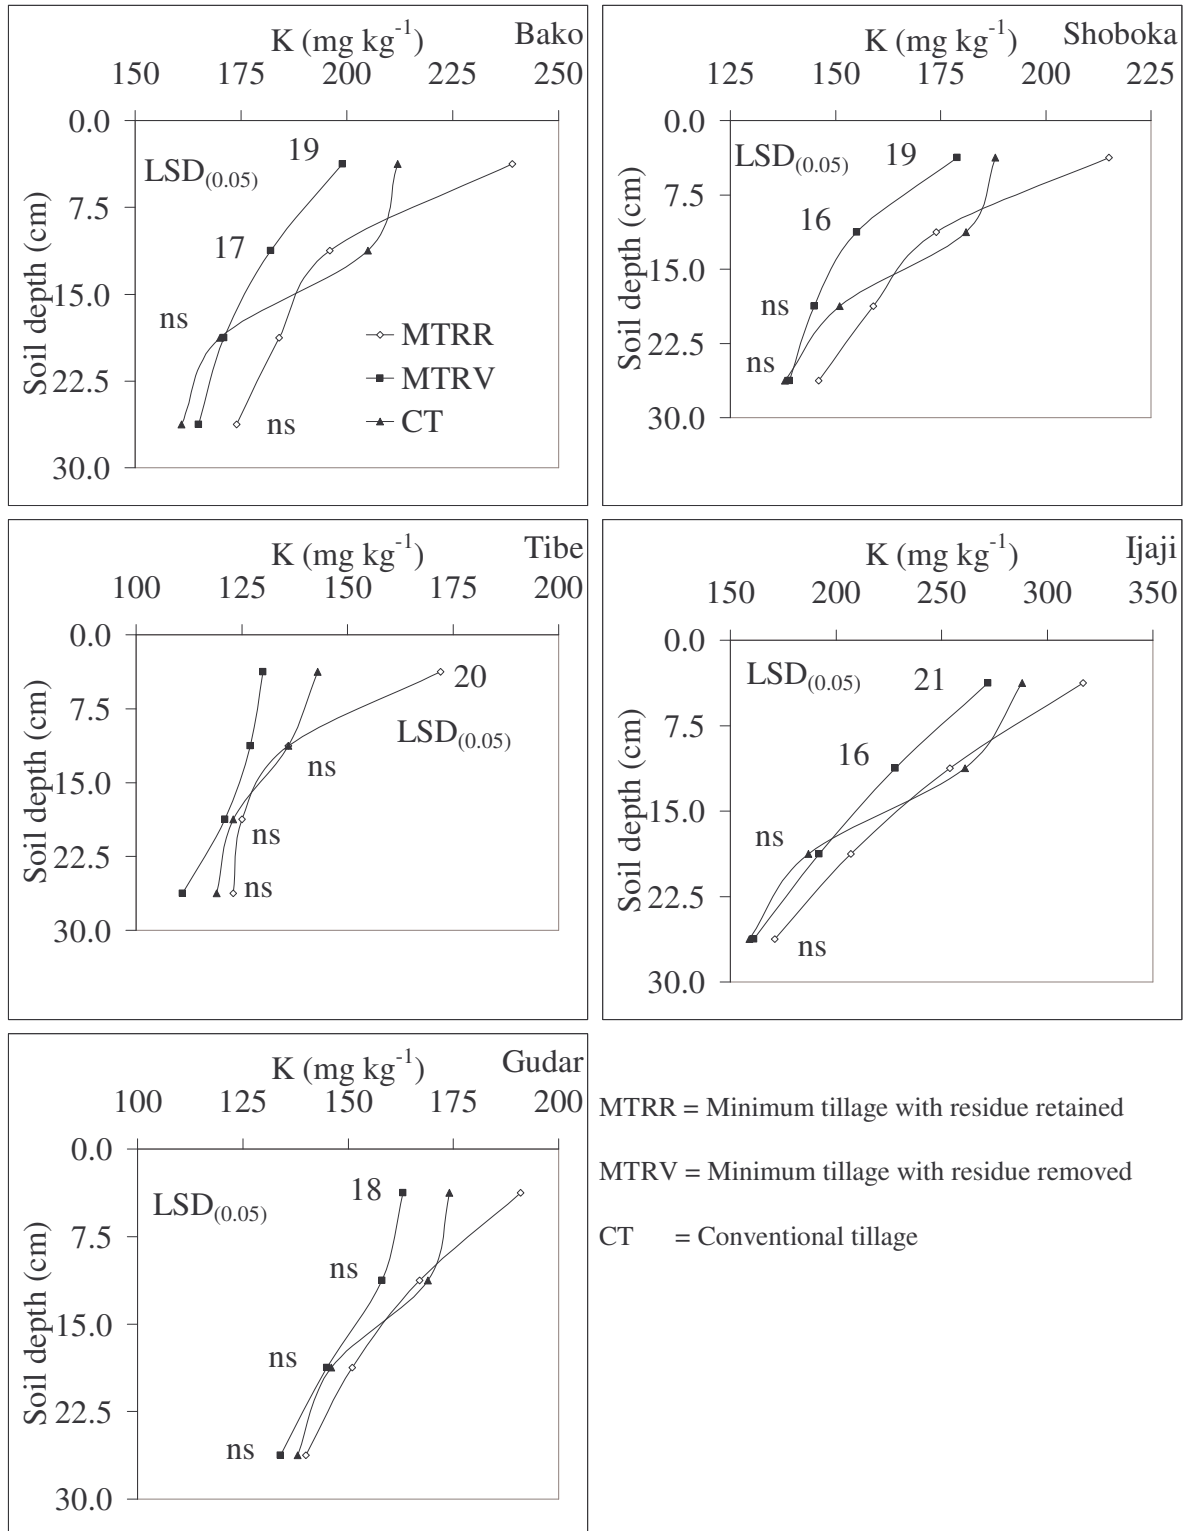 K (mg kg-1) Bako
150 175 200 225 250
0.0
7.5
15.0
22.5
30.0
Soil depth (cm)
LSD(0.05)
19
17
ns
ns
MTRR
MTRV
CT
K (mg kg-1) Shoboka
125 150 175 200 225
0.0
7.5
15.0
22.5
30.0
Soil depth (cm)
LSD(0.05)
19
16
ns
ns
K (mg kg-1) Tibe
100 125 150 175 200
0.0
7.5
15.0
22.5
30.0
Soil depth (cm)
20
LSD(0.05)
ns
ns
ns
K (mg kg-1) Ijaji
150 200 250 300 350
0.0
7.5
15.0
22.5
30.0
Soil depth (cm)
LSD(0.05)
21
16
ns
ns
K (mg kg-1) Gudar
100 125 150 175 200
0.0
7.5
15.0
22.5
30.0
Soil depth (cm)
LSD(0.05)
18
ns
ns
ns
MTRR = Minimum tillage with residue retained
MTRV = Minimum tillage with residue removed
CT = Conventional tillage